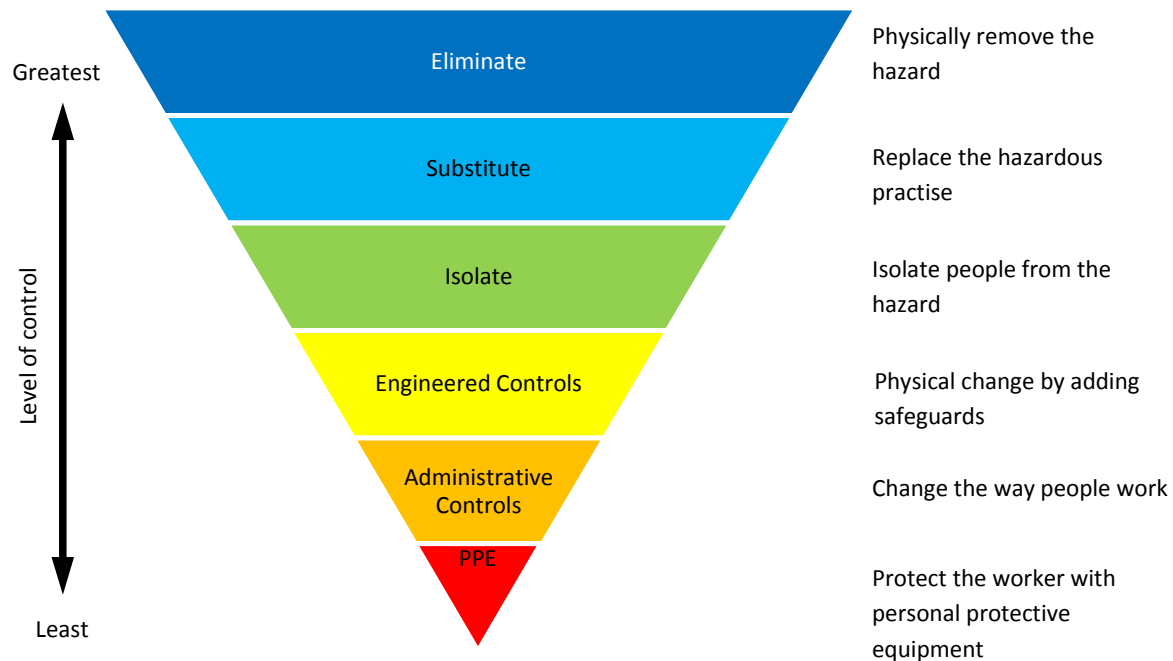 Greatest
Level of control
Least
Eliminate
Substitute
Isolate
Engineered Controls
Administrative
Controls
PPE
Physically remove the
hazard
Replace the hazardous
practise
Isolate people from the
hazard
Physical change by adding
safeguards
Change the way people work
Protect the worker with
personal protective
equipment